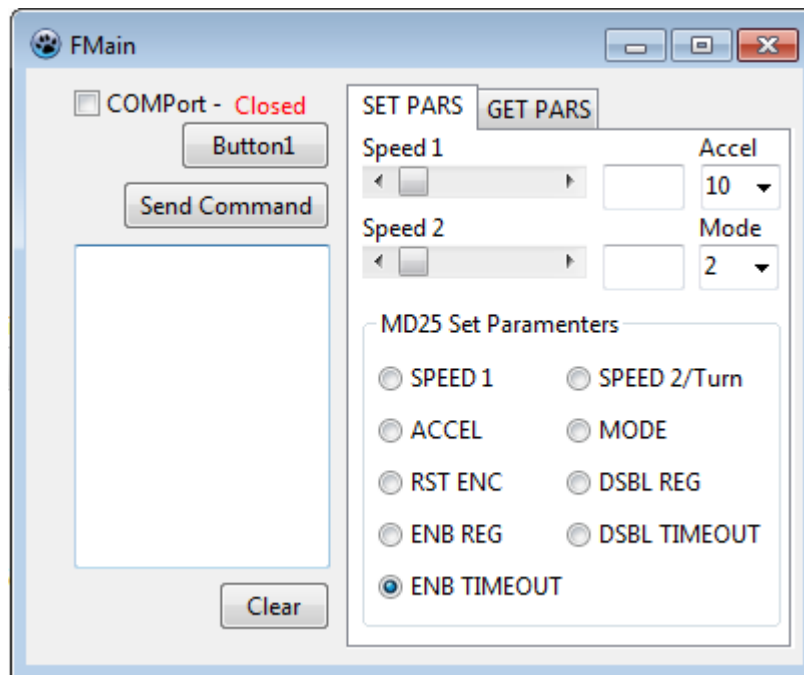 FMain
COMPort - Closed
Button1
Send Command
Clear
SET PARS GET PARS
Speed 1 Accel
10
Speed 2 Mode
2
MD25 Set Paramenters
SPEED 1 SPEED 2/Turn
ACCEL MODE
RST ENC DSBL REG
ENB REG DSBL TIMEOUT
ENB TIMEOUT